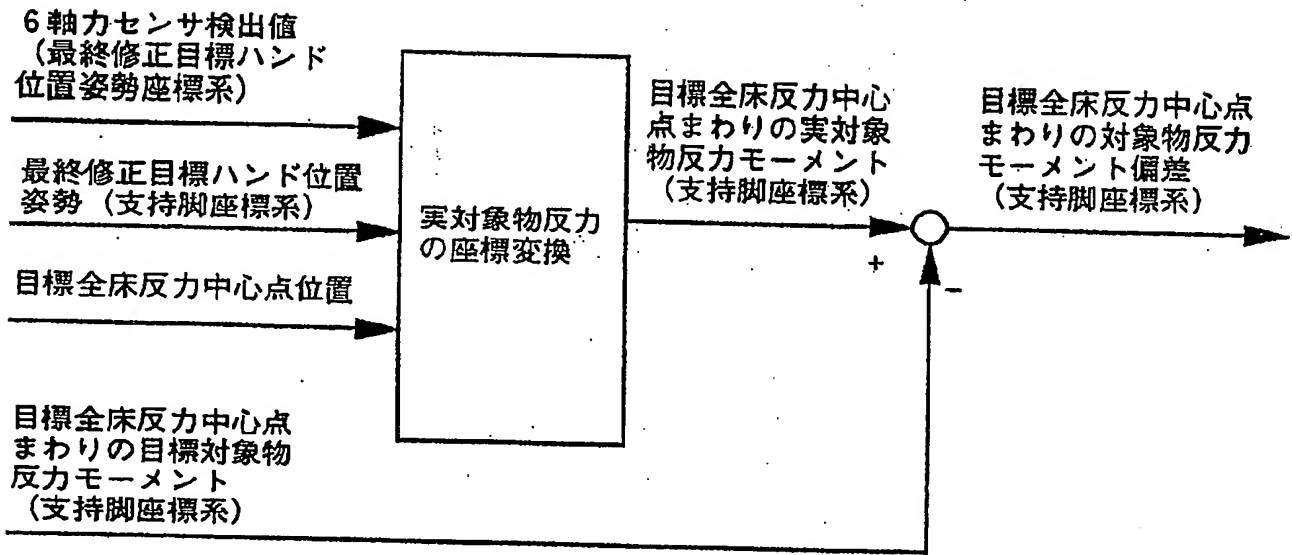 6軸力センサ検出値
(最終修正目標ハンド
位置姿勢座標系)
最終修正目標ハンド位置
姿勢（支持脚座標系）
目標全床反力中心点位置
目標全床反力中心点
まわりの目標対象物
反力モーメント
(支持脚座標系)
実対象物反力
の座標変換
目標全床反力中心
点まわりの実対象
物反力モーメント
(支持脚座標系)
+
-
目標全床反力中心点
まわりの対象物反力
モーメント偏差
(支持脚座標系)